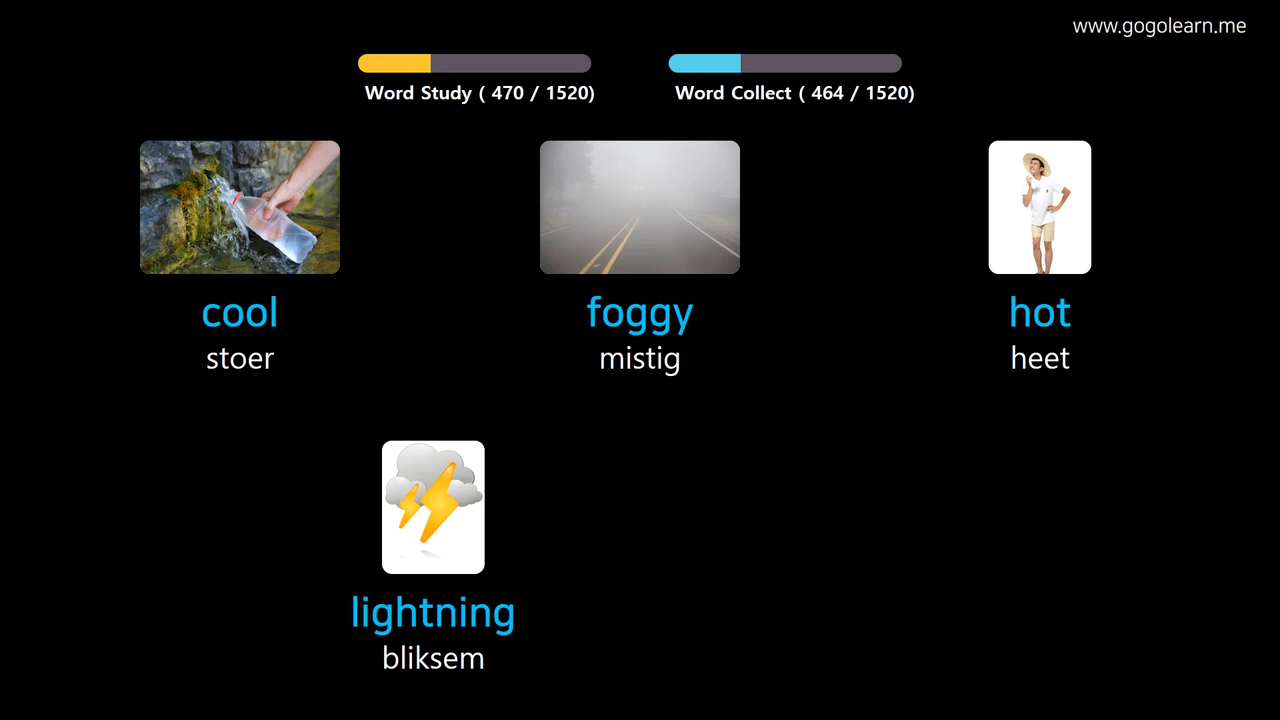 www.gogolearn.me
Word Study ( 470 / 1520)
Word Collect ( 464 / 1520)
cool
stoer
foggy
mistig
hot
heet
lightning
bliksem